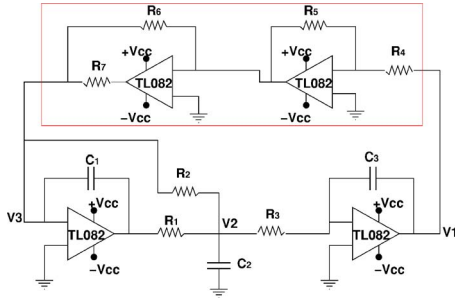 R6
R5
+Vcc
+Vcc
R4
R7
TL082
TL082
−Vcc
−Vcc
C1
R2
C3
V3
+Vcc
+Vcc
TL082
R1
V2
R3
TL082
V1
−Vcc
C2
−Vcc